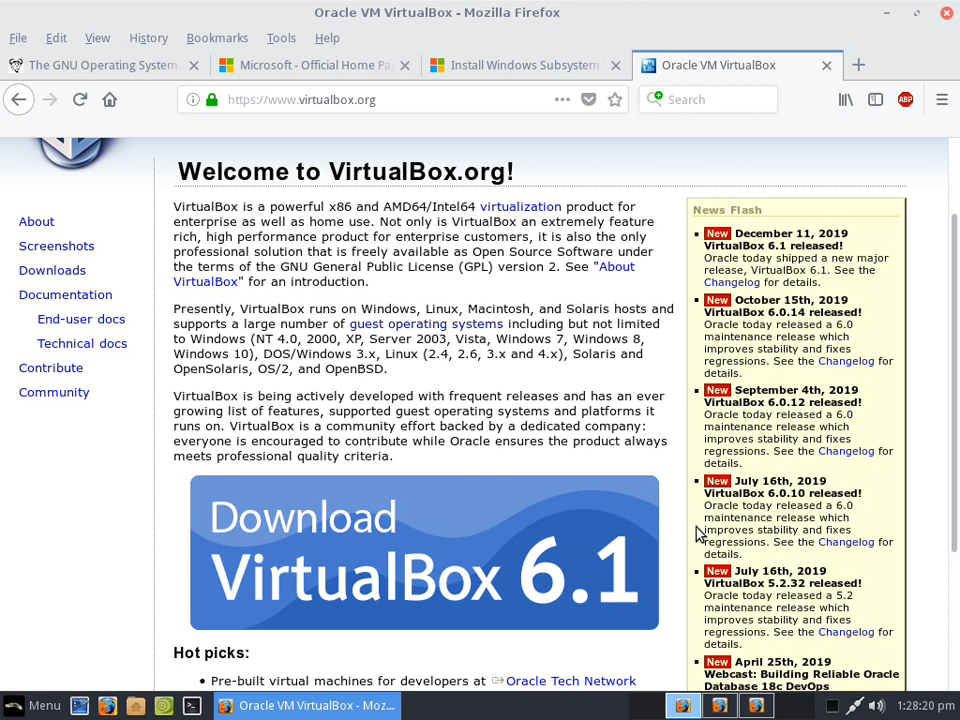 Oracle VM VirtualBox - Mozilla Firefox
File Edit View History Bookmarks Tools Help
The GNU Operating System
Microsoft - Official Home Pa
Install Windows Subsystem
Oracle VM VirtualBox
https://www.virtualbox.org
Search
ABP
Welcome to VirtualBox.org!
About
Screenshots
Downloads
Documentation
End-user docs
Technical docs
Contribute
Community
VirtualBox is a powerful x86 and AMD64/Intel64 virtualization product for
enterprise as well as home use. Not only is VirtualBox an extremely feature
rich, high performance product for enterprise customers, it is also the only
professional solution that is freely available as Open Source Software under
the terms of the GNU General Public License (GPL) version 2. See "About
VirtualBox" for an introduction.
Presently, VirtualBox runs on Windows, Linux, Macintosh, and Solaris hosts and
supports a large number of guest operating systems including but not limited
to Windows (NT 4.0, 2000, XP, Server 2003, Vista, Windows 7, Windows 8,
Windows 10), DOS/Windows 3.x, Linux (2.4, 2.6, 3.x and 4.x), Solaris and
OpenSolaris, OS/2, and OpenBSD.
VirtualBox is being actively developed with frequent releases and has an ever
growing list of features, supported guest operating systems and platforms it
runs on. VirtualBox is a community effort backed by a dedicated company:
everyone is encouraged to contribute while Oracle ensures the product always
meets professional quality criteria.
Download
VirtualBox 6.1
Hot picks:
• Pre-built virtual machines for developers at Oracle Tech Network
News Flash
New December 11, 2019
VirtualBox 6.1 released!
Oracle today shipped a new major
release, VirtualBox 6.1. See the
Changelog for details.
New October 15th, 2019
VirtualBox 6.0.14 released!
Oracle today released a 6.0
maintenance release which
improves stability and fixes
regressions. See the Changelog for
details.
New September 4th, 2019
VirtualBox 6.0.12 released!
Oracle today released a 6.0
maintenance release which
improves stability and fixes
regressions. See the Changelog for
details.
New July 16th, 2019
VirtualBox 6.0.10 released!
Oracle today released a 6.0
maintenance release which
improves stability and fixes
regressions. See the Changelog for
details.
New July 16th, 2019
VirtualBox 5.2.32 released!
Oracle today released a 5.2
maintenance release which
improves stability and fixes
regressions. See the Changelog for
details.
New April 25th, 2019
Webcast: Building Reliable Oracle
Database 18c DevOps
Menu
Oracle VM VirtualBox - Moz...
1:28:20 pm